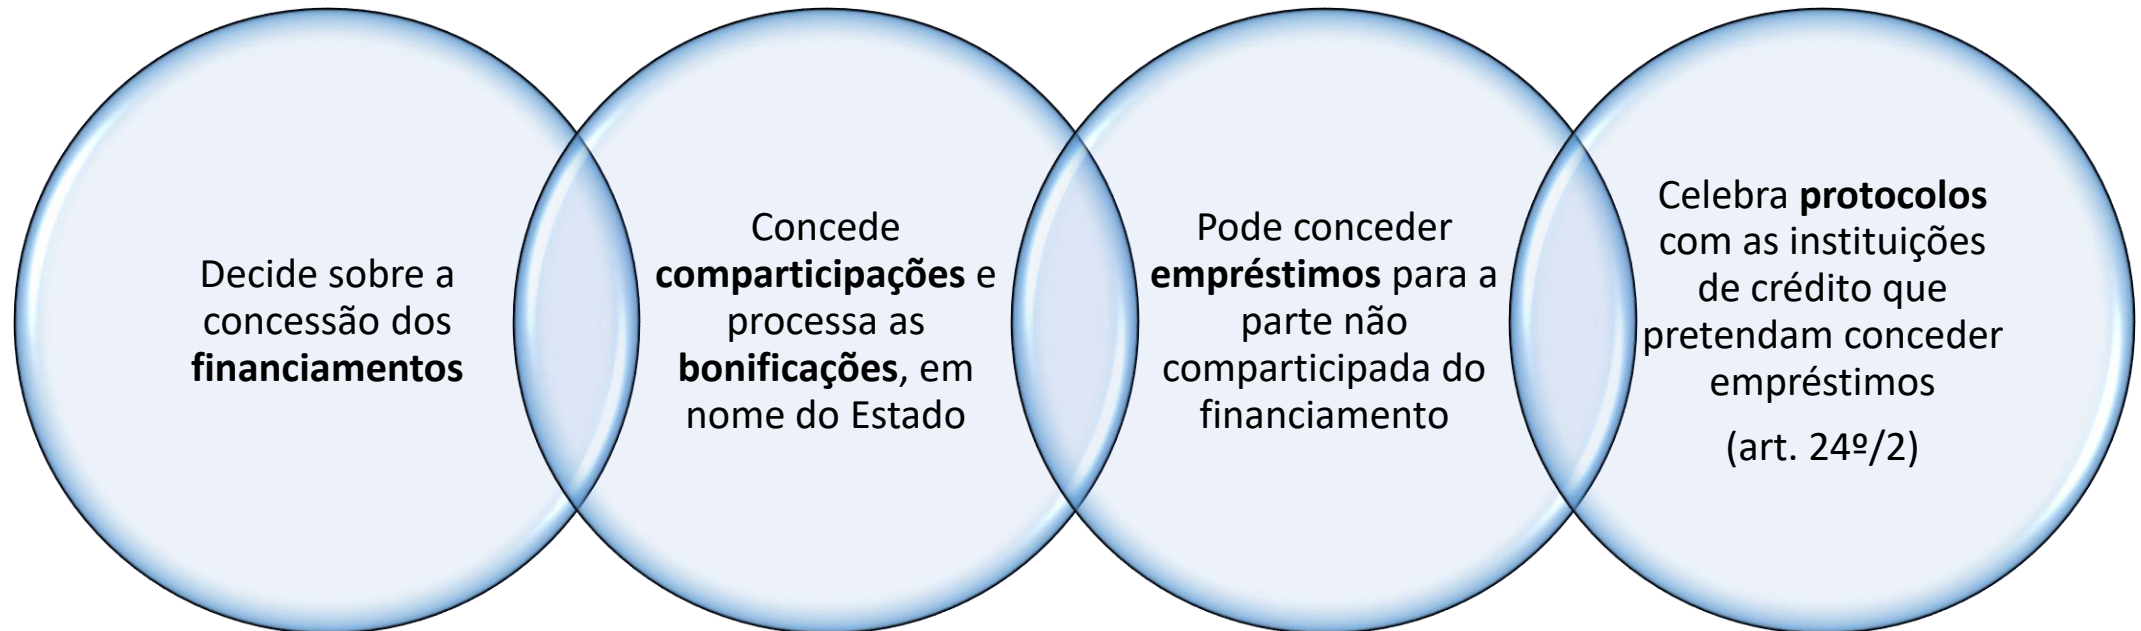 Decide sobre a
concessão dos
financiamentos
Concede
comparticipações e
processa as
bonificações, em
nome do Estado
Pode conceder
empréstimos para a
parte não
comparticipada do
financiamento
Celebra protocolos
com as instituições
de crédito que
pretendam conceder
empréstimos
(art. 24º/2)